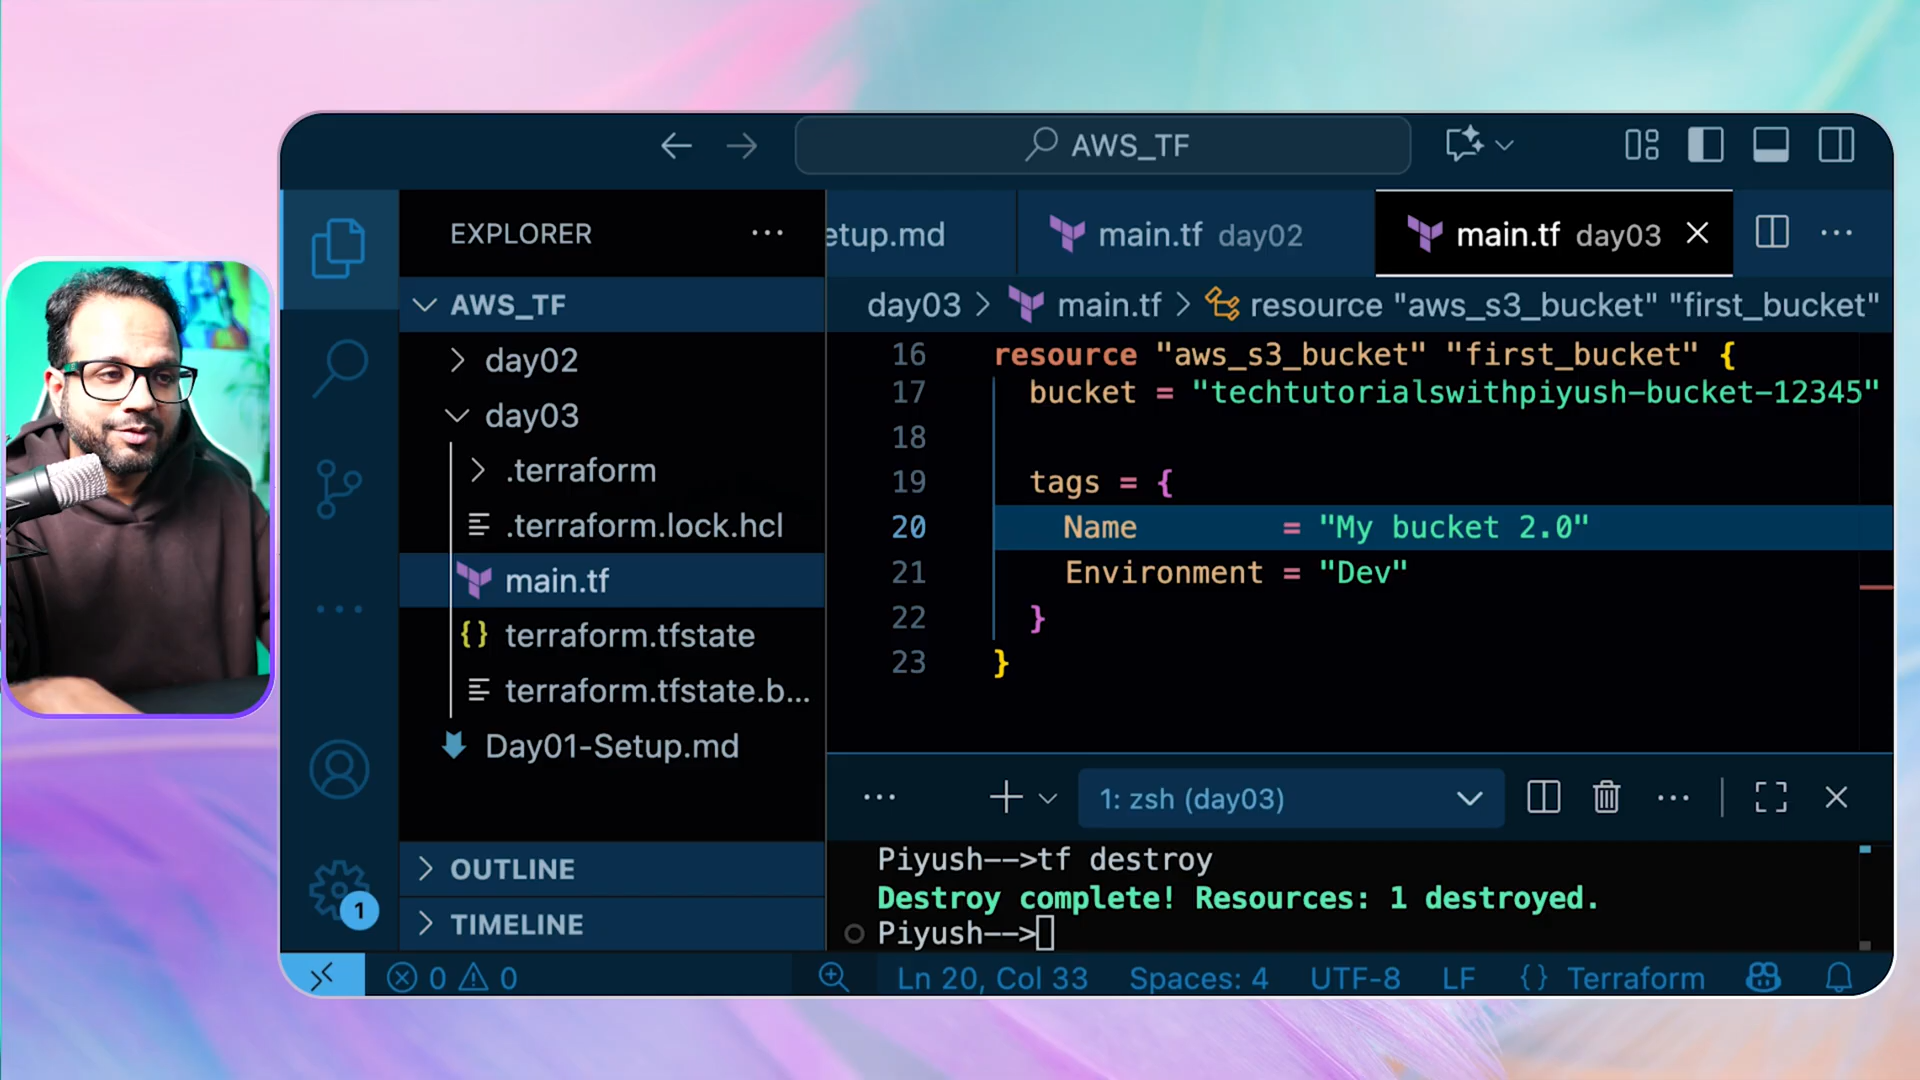 AWS_TF
EXPLORER
etup.md
main.tf day02
main.tf day03
AWS_TF
day02
day03
.terraform
.terraform.lock.hcl
main.tf
{} terraform.tfstate
terraform.tfstate.b...
Day01-Setup.md
OUTLINE
TIMELINE
1
day03 > main.tf > resource "aws_s3_bucket" "first_bucket"
16 resource "aws_s3_bucket" "first_bucket" {
17 bucket = "techtutorialswithpiyush-bucket-12345"
18
19 tags = {
20 Name = "My bucket 2.0"
21 Environment = "Dev"
22 }
23 }
1: zsh (day03)
Piyush-->tf destroy
Destroy complete! Resources: 1 destroyed.
Piyush-->
0 0 Ln 20, Col 33 Spaces: 4 UTF-8 LF {} Terraform